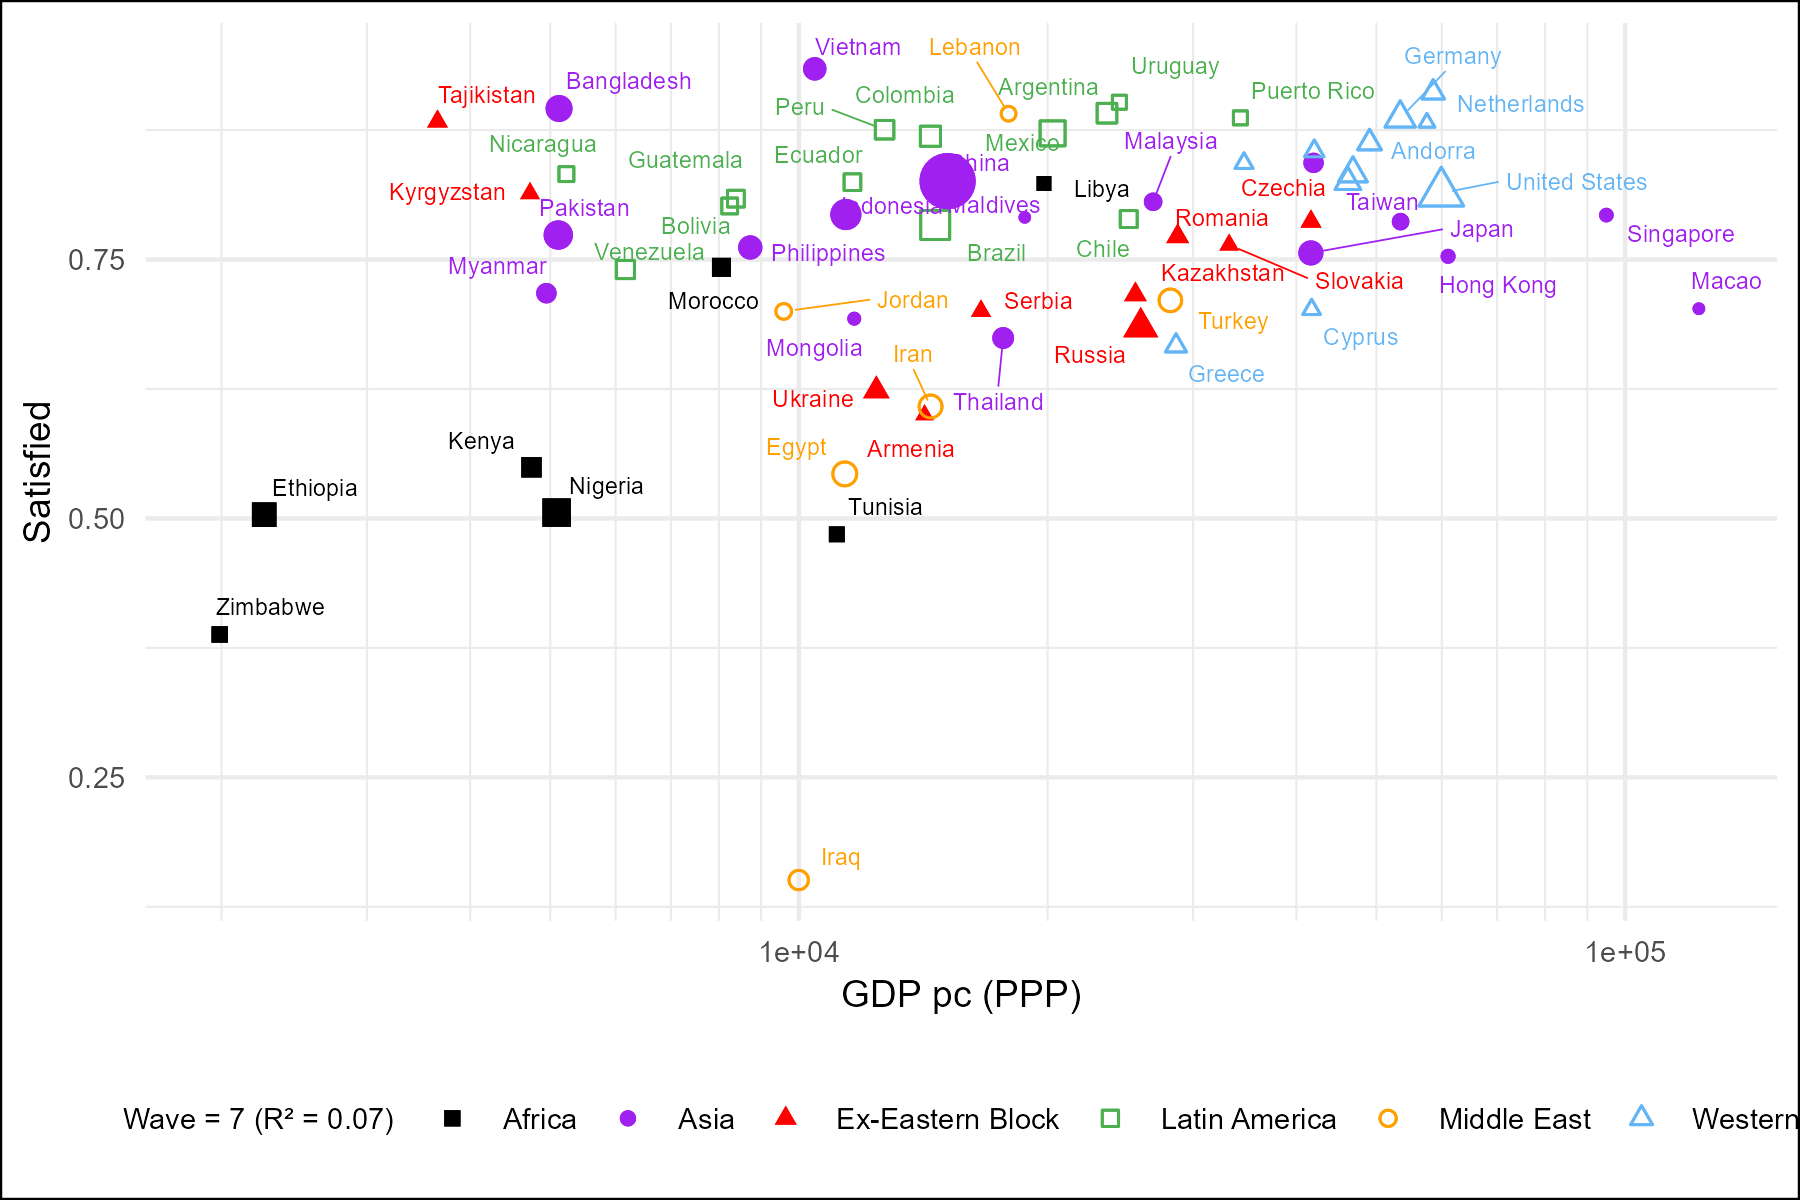 Vietnam
Lebanon
Germany
Uruguay
Bangladesh
Argentina
Puerto Rico
Tajikistan
Colombia
Netherlands
Peru
Nicaragua
Mexico
Malaysia
Guatemala
Ecuador
China
Andorra
Kyrgyzstan
Libya
Czechia
United States
Pakistan
Indonesia
Maldives
Taiwan
Romania
Bolivia
Japan
Singapore
Venezuela
Philippines
Brazil
Chile
0.75
Myanmar
Kazakhstan
Slovakia
Hong Kong
Macao
Morocco
Jordan
Serbia
Turkey
Cyprus
Mongolia
Iran
Russia
Greece
Ukraine
Thailand
Kenya
Egypt
Armenia
Ethiopia
Nigeria
Tunisia
0.50
Satisfied
Zimbabwe
0.25
Iraq
1e+04
1e+05
GDP pc (PPP)
Wave = 7 (R² = 0.07) Africa Asia Ex-Eastern Block Latin America Middle East Western